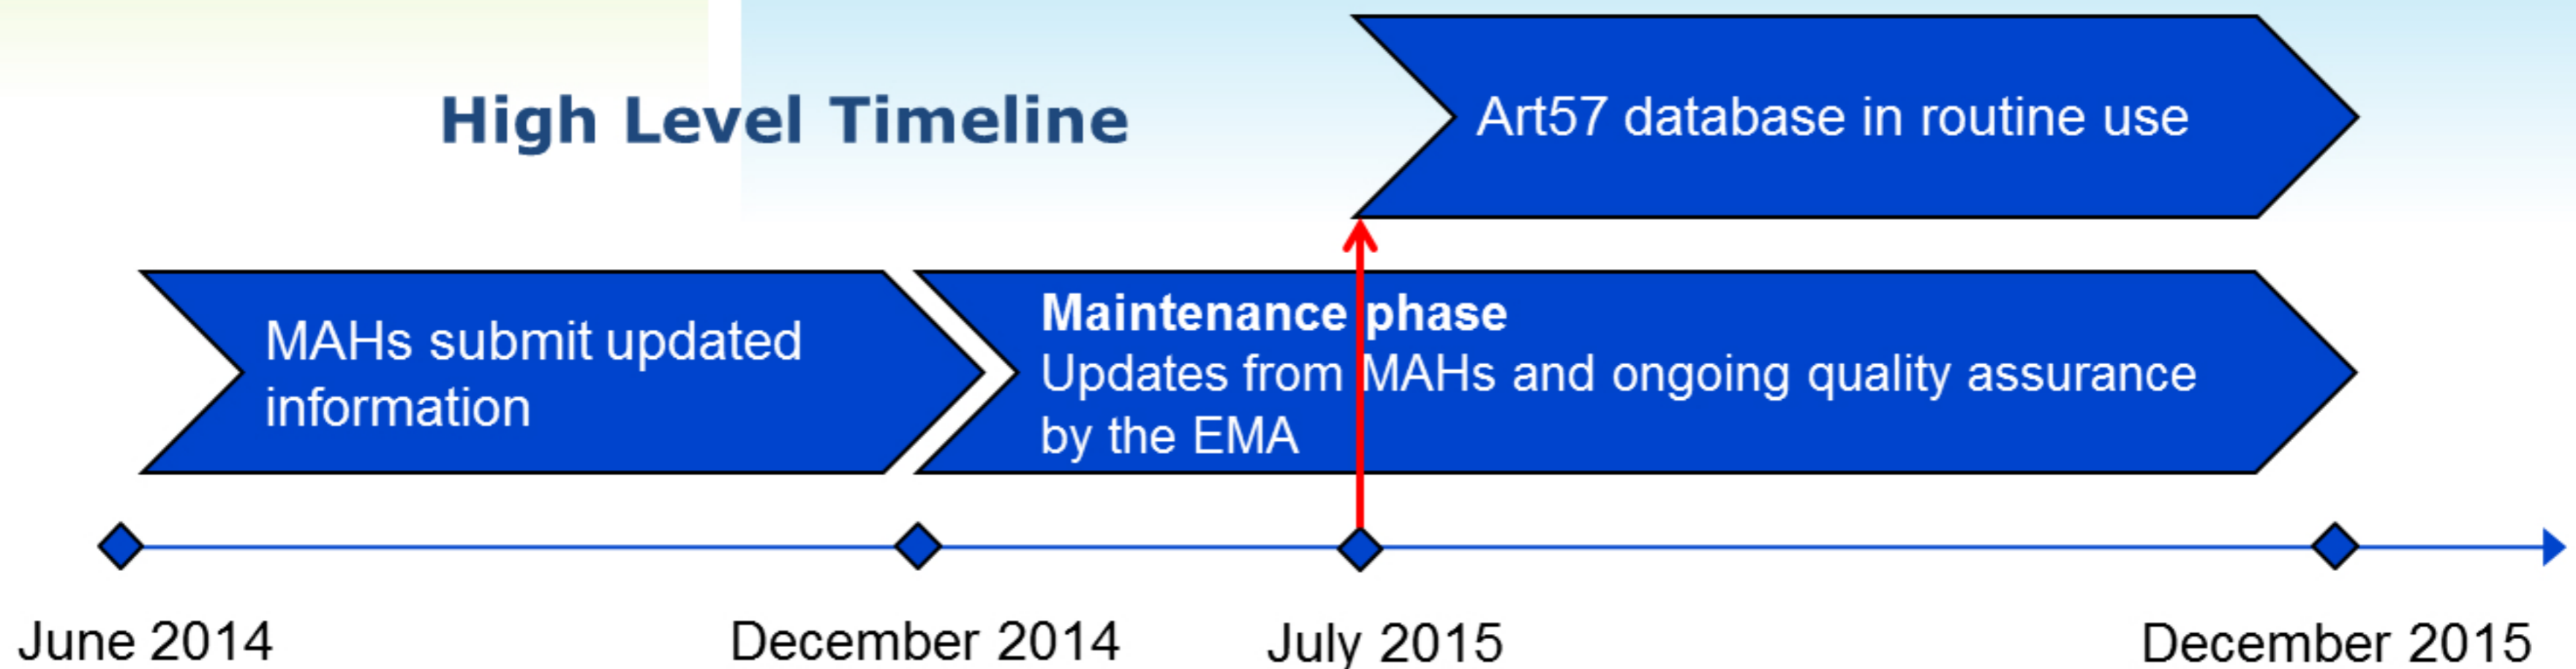 High Level Timeline
Art57 database in routine use
MAHs submit updated
information
Maintenance phase
Updates from MAHs and ongoing quality assurance
by the EMA
June 2014
December 2014
July 2015
December 2015